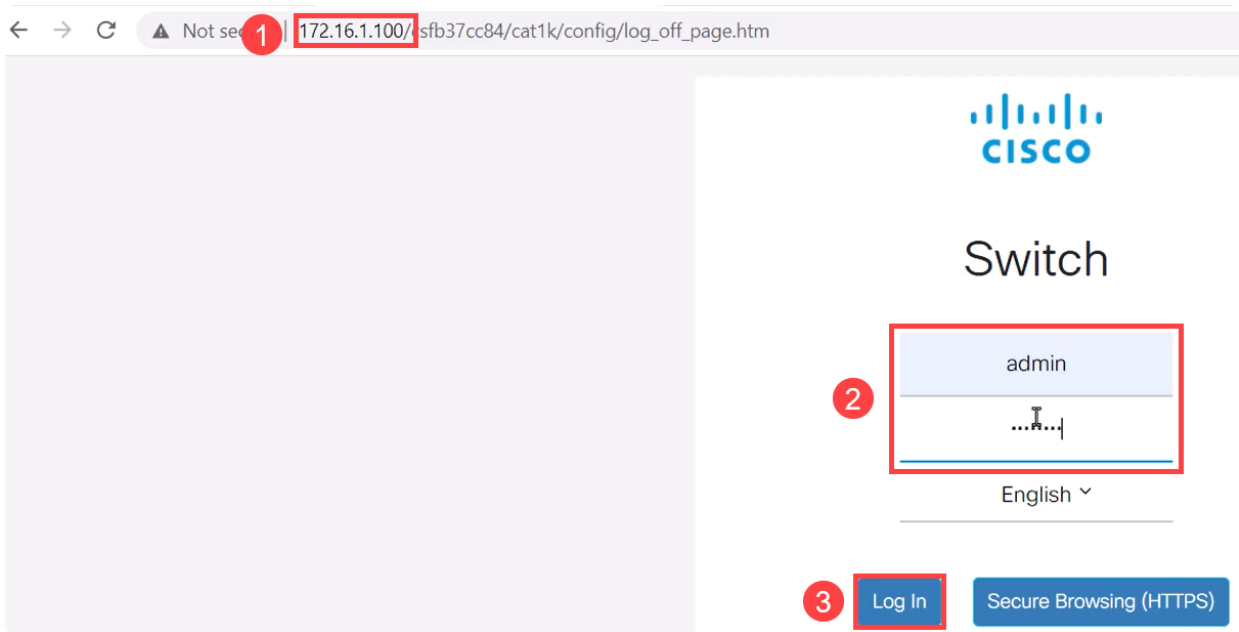 Not sec
1
172.16.1.100/csfb37cc84/cat1k/config/log_off_page.htm
CISCO
Switch
admin
2
English
3
Log In
Secure Browsing (HTTPS)